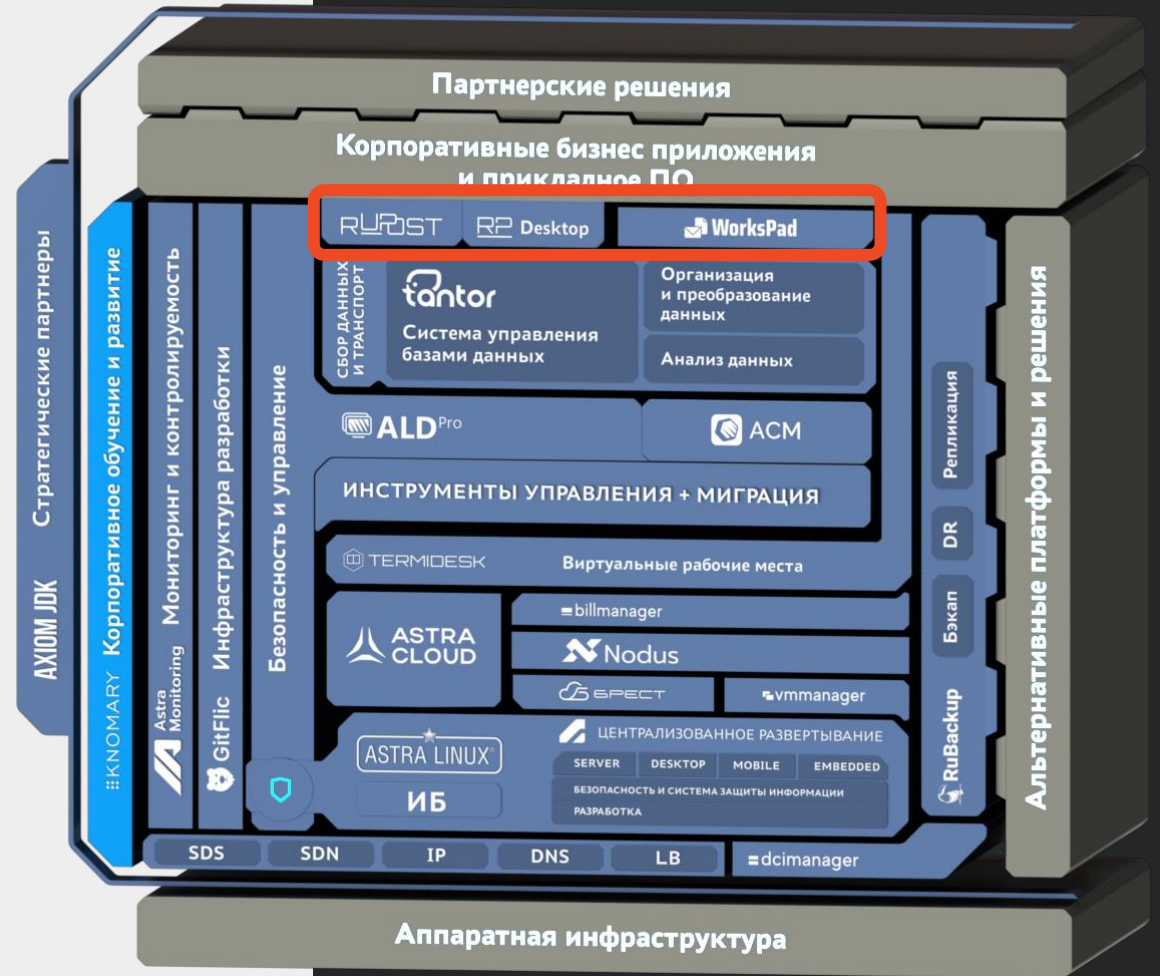 Партнерские решения
Корпоративные бизнес приложения
и прикладное ПО
RUPOST
RP Desktop
WorksPad
СБОР ДАННЫХ
И ТРАНСПОРТ
tantor
Система управления
базами данных
Организация
и преобразование
данных
Анализ данных
ALD Pro
ACM
ИНСТРУМЕНТЫ УПРАВЛЕНИЯ + МИГРАЦИЯ
TERMIDESK
Виртуальные рабочие места
ASTRA
CLOUD
billmanager
Nodus
БРЕСТ
vmmanager
ASTRA LINUX®
ИБ
ЦЕНТРАЛИЗОВАННОЕ РАЗВЕРТЫВАНИЕ
SERVER
DESKTOP
MOBILE
EMBEDDED
БЕЗОПАСНОСТЬ И СИСТЕМА ЗАЩИТЫ ИНФОРМАЦИИ
РАЗРАБОТКА
SDS
SDN
IP
DNS
LB
dcimanager
Аппаратная инфраструктура
AXIOM JDK
Стратегические партнеры
KNOMARY
Корпоративное обучение и развитие
Astra
Monitoring
Мониторинг и контролируемость
GitFlic
Инфраструктура разработки
Безопасность и управление
RuBackup
Бэкап
DR
Репликация
Альтернативные платформы и решения